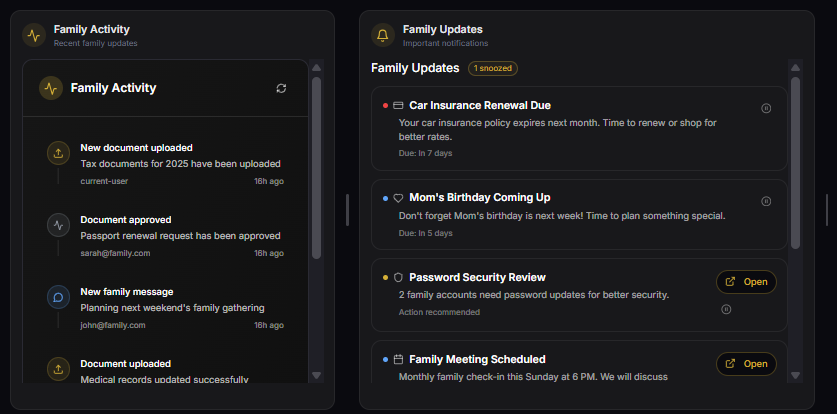 Family Activity
Recent family updates
Family Activity
New document uploaded
Tax documents for 2025 have been uploaded
current-user 16h ago
Document approved
Passport renewal request has been approved
sarah@family.com 16h ago
New family message
Planning next weekend's family gathering
john@family.com 16h ago
Document uploaded
Medical records updated successfully
Family Updates
Important notifications
Family Updates 1 snoozed
Car Insurance Renewal Due
Your car insurance policy expires next month. Time to renew or shop for
better rates.
Due: In 7 days
Mom's Birthday Coming Up
Don't forget Mom's birthday is next week! Time to plan something special.
Due: In 5 days
Password Security Review
Open
2 family accounts need password updates for better security.
Action recommended
Family Meeting Scheduled
Open
Monthly family check-in this Sunday at 6 PM. We will discuss